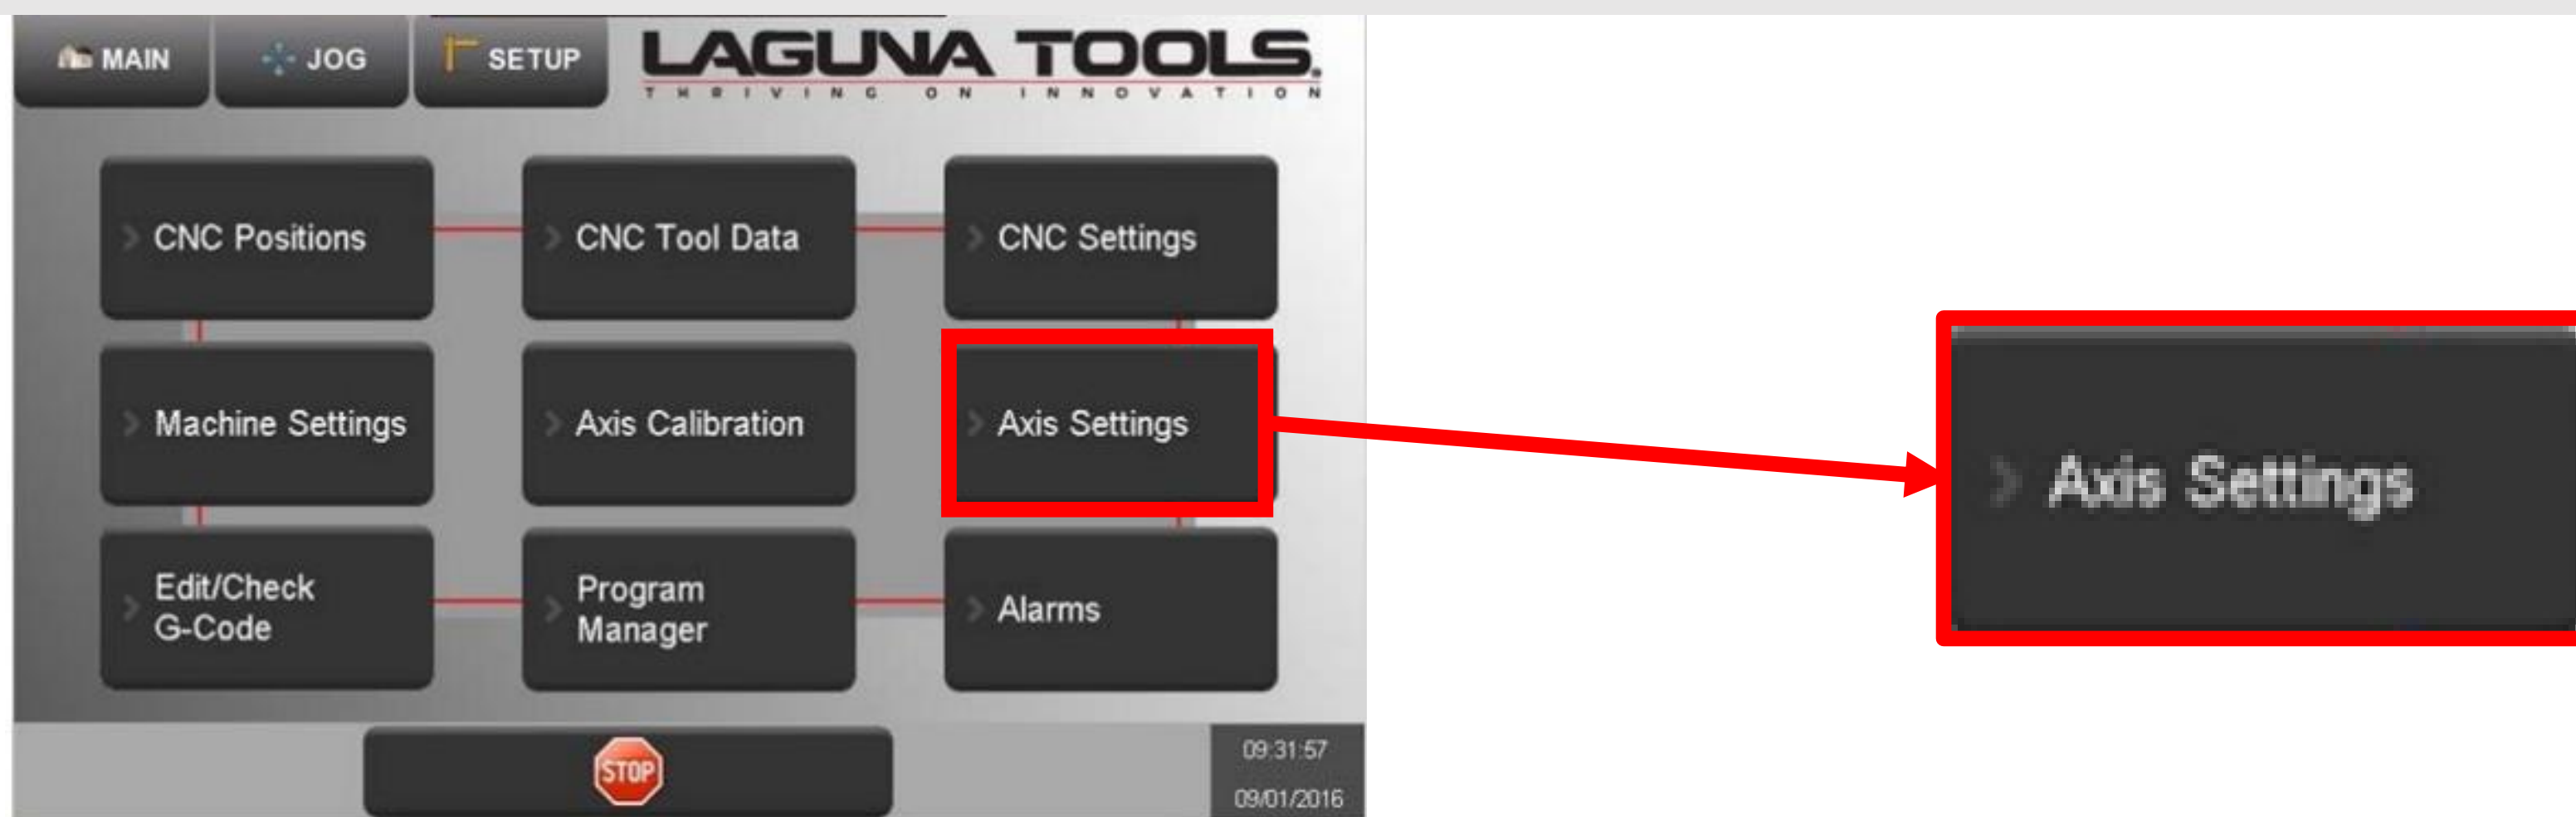 MAIN JOG SETUP LAGUNA TOOLS®
THRIVING ON INNOVATION
CNC Positions
CNC Tool Data
CNC Settings
Machine Settings
Axis Calibration
Axis Settings
Axis Settings
Edit/Check
G-Code
Program
Manager
Alarms
STOP
09:31:57
09/01/2016